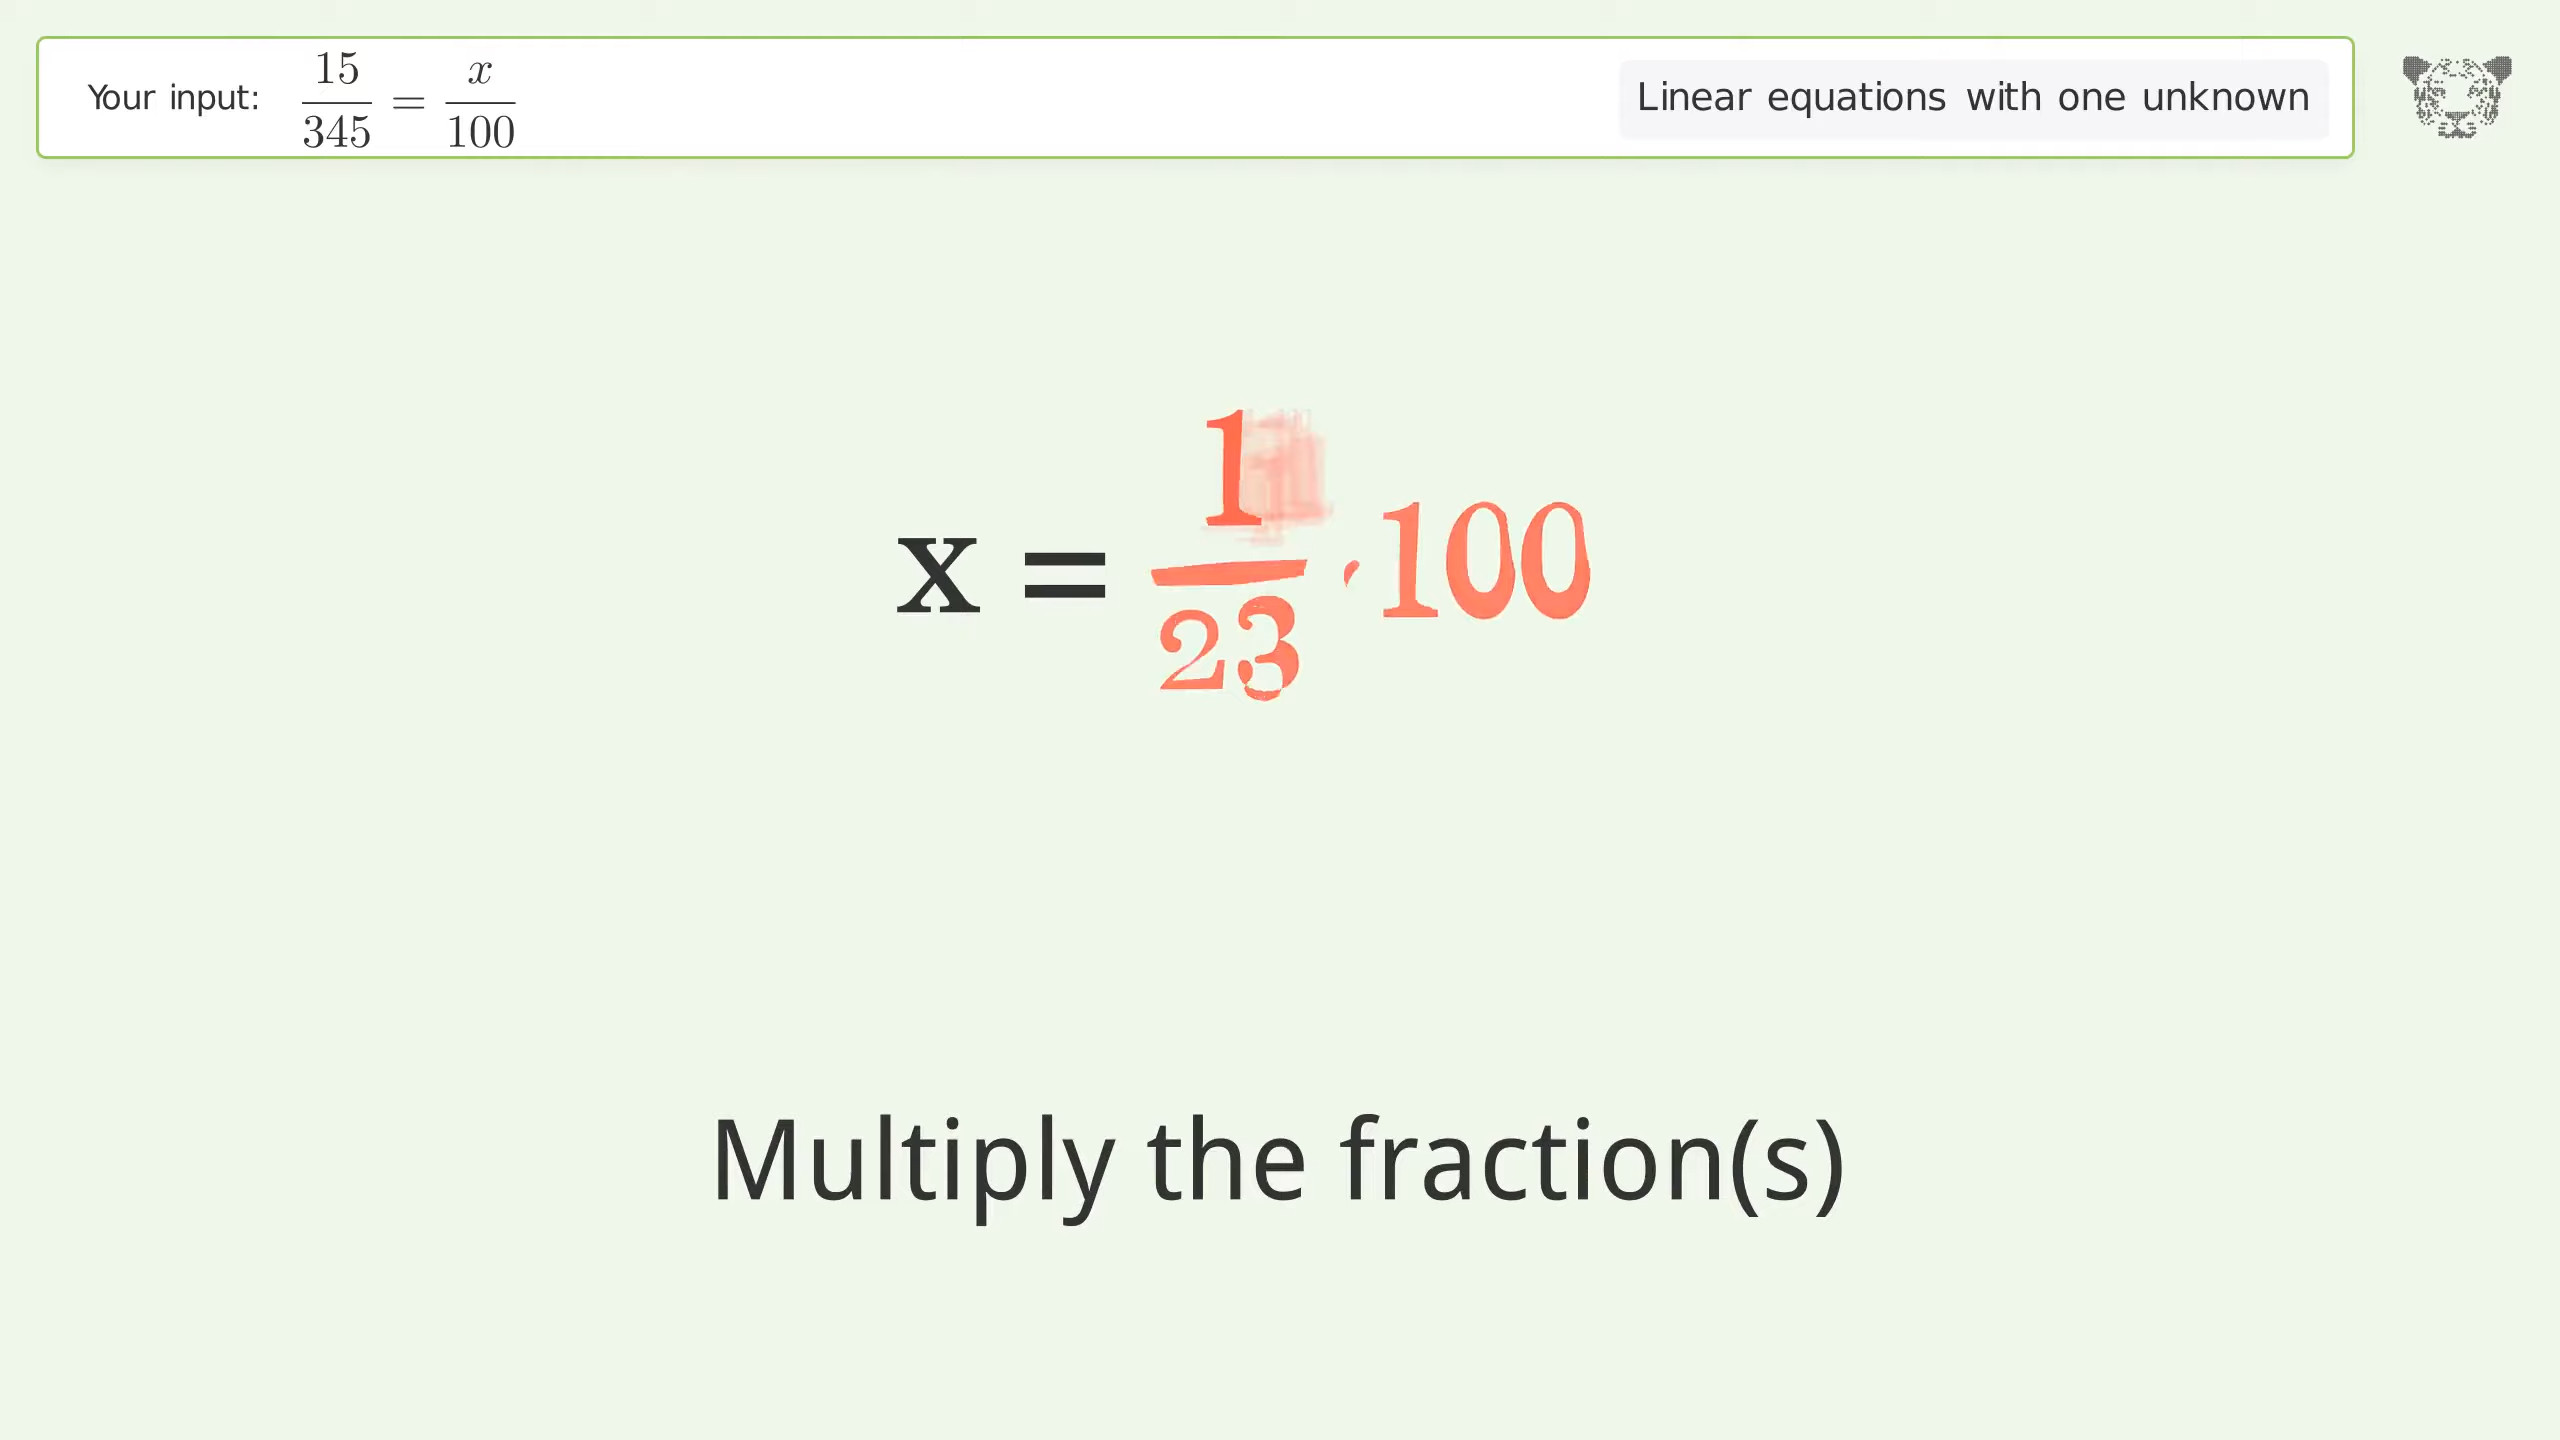 Your input: 15/345 = x/100
Linear equations with one unknown
x = 1/23 · 100
Multiply the fraction(s)